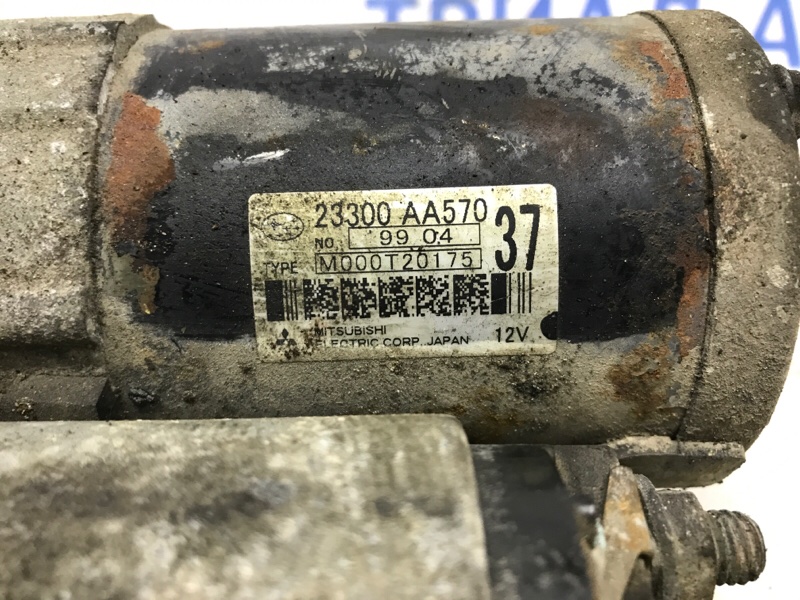 23300 AA570
NO. 99 04
37
TYPE M000T20175
MITSUBISHI
ELECTRIC CORP. JAPAN 12V